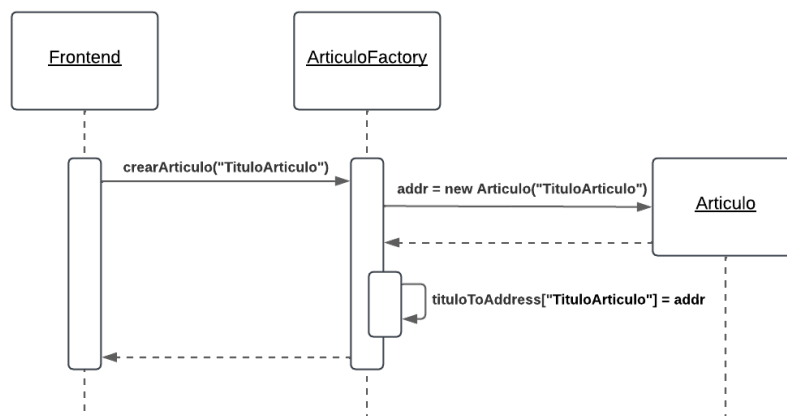 Frontend
ArticuloFactory
crearArticulo("TituloArticulo")
addr = new Articulo("TituloArticulo")
Articulo
tituloToAddress["TituloArticulo"] = addr